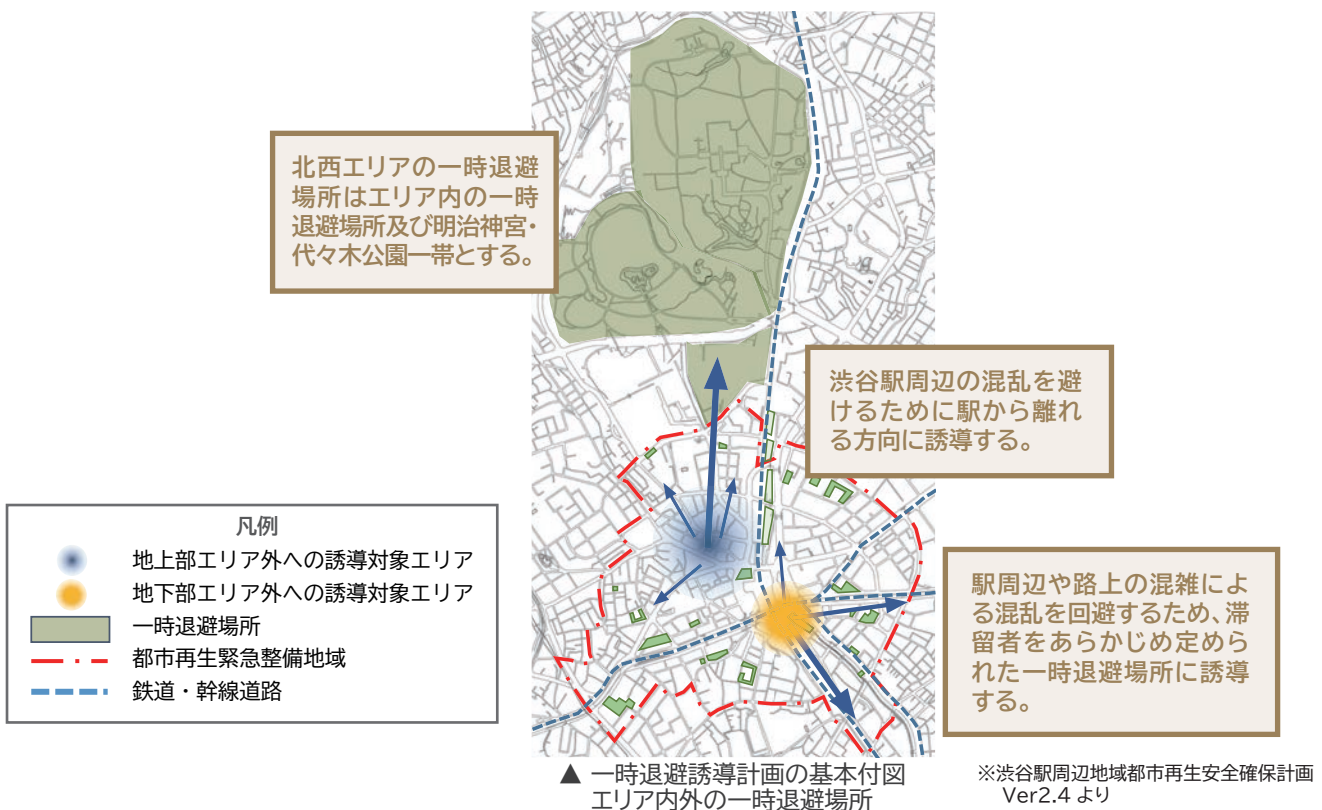 北西エリアの一時退避
場所はエリア内の一時
退避場所及び明治神宮・
代々木公園一帯とする。
渋谷駅周辺の混乱を避
けるために駅から離れ
る方向に誘導する。
凡例
地上部エリア外への誘導対象エリア
地下部エリア外への誘導対象エリア
一時退避場所
都市再生緊急整備地域
鉄道・幹線道路
駅周辺や路上の混雑によ
る混乱を回避するため、滞
留者をあらかじめ定めら
れた一時退避場所に誘導
する。
▲ 一時退避誘導計画の基本付図
エリア内外の一時退避場所
※渋谷駅周辺地域都市再生安全確保計画
Ver2.4 より